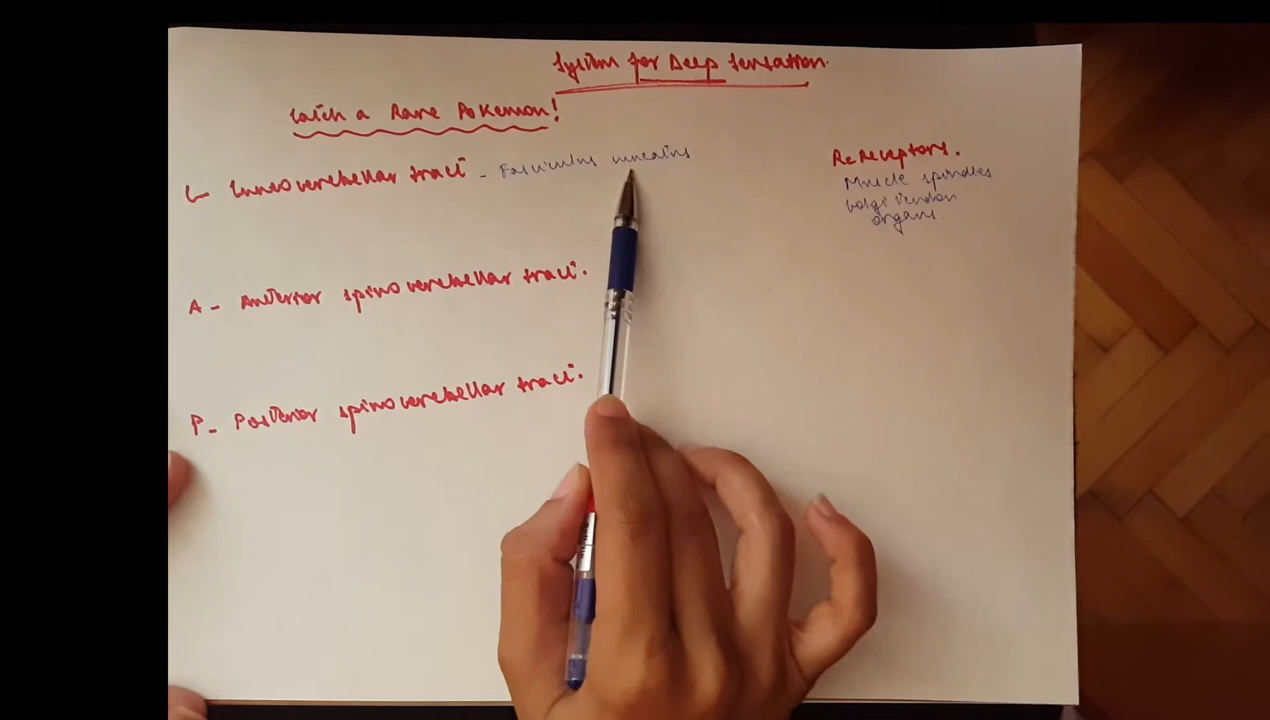 System for Deep Sensation.
Catch a Rare Pokemon!
C- Cuneocerebellar tract - Fasciculus cuneatus
Re Receptors.
Muscle spindles
Golgi Tendon
organs.
A - Anterior spinocerebellar tract.
P - Posterior spinocerebellar tract.